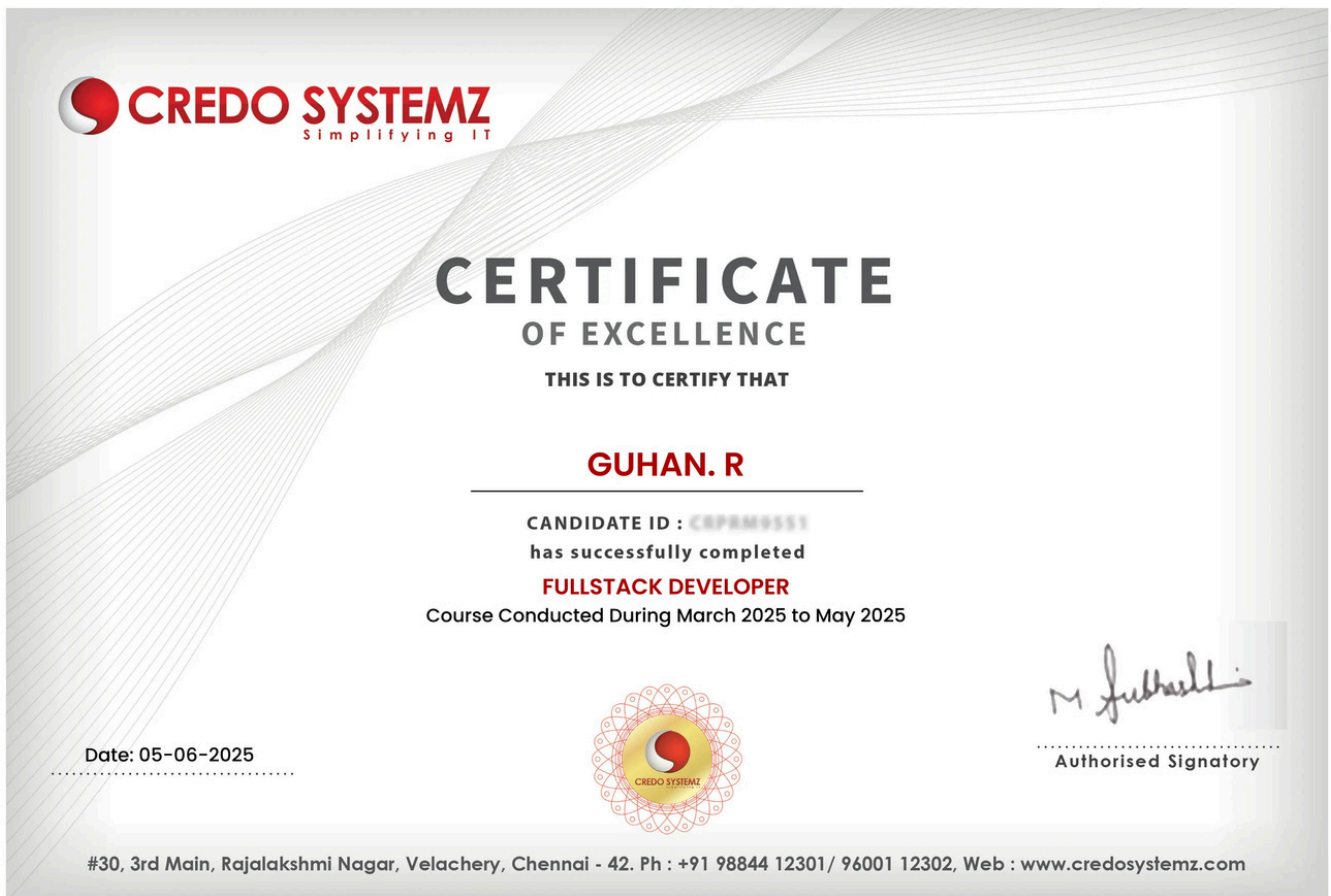 CREDO SYSTEMZ
Simplifying IT
CERTIFICATE
OF EXCELLENCE
THIS IS TO CERTIFY THAT
GUHAN. R
CANDIDATE ID :
has successfully completed
FULLSTACK DEVELOPER
Course Conducted During March 2025 to May 2025
Date: 05-06-2025
CREDO SYSTEMZ
Authorised Signatory
#30, 3rd Main, Rajalakshmi Nagar, Velachery, Chennai - 42. Ph : +91 98844 12301/ 96001 12302, Web : www.credosystemz.com